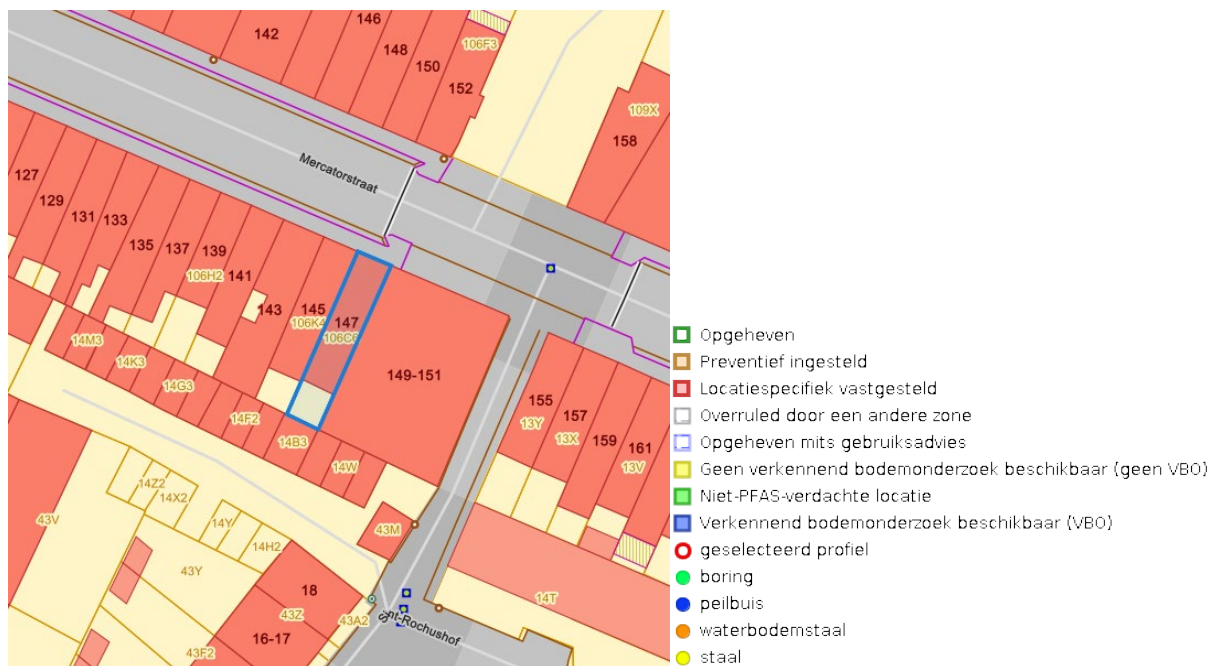 146
142
148
106F3
150
152
109X
158
Mercatorstraat
127
129
131
133
135
137
139
106H2
141
143
145
106K4
147
106C6
149-151
14M3
14K3
14G3
14F2
14B3
14W
155
13Y
157
13X
159
161
13V
43V
14Z2
14X2
14Y
14H2
43M
43Y
18
43Z
43A2
16-17
43F2
14T
nt-Rochushof
Opgeheven
Preventief ingesteld
Locatiespecifiek vastgesteld
Overruled door een andere zone
Opgeheven mits gebruiksadvies
Geen verkennend bodemonderzoek beschikbaar (geen VBO)
Niet-PFAS-verdachte locatie
Verkennend bodemonderzoek beschikbaar (VBO)
geselecteerd profiel
boring
peilbuis
waterbodemstaal
staal